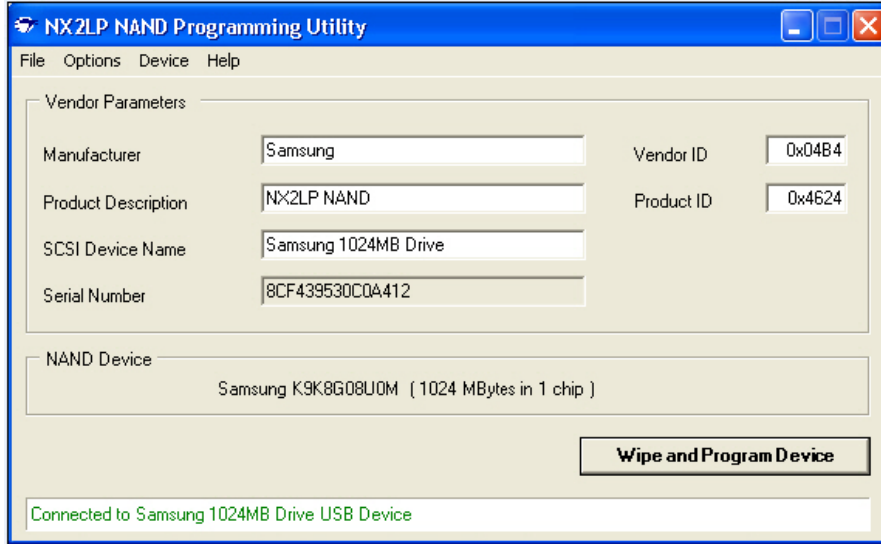 NX2LP NAND Programming Utility
File Options Device Help
Vendor Parameters
Manufacturer Samsung Vendor ID 0x04B4
Product Description NX2LP NAND Product ID 0x4624
SCSI Device Name Samsung 1024MB Drive
Serial Number 8CF439530C0A412
NAND Device
Samsung K9K8G08U0M ( 1024 MBytes in 1 chip )
Wipe and Program Device
Connected to Samsung 1024MB Drive USB Device